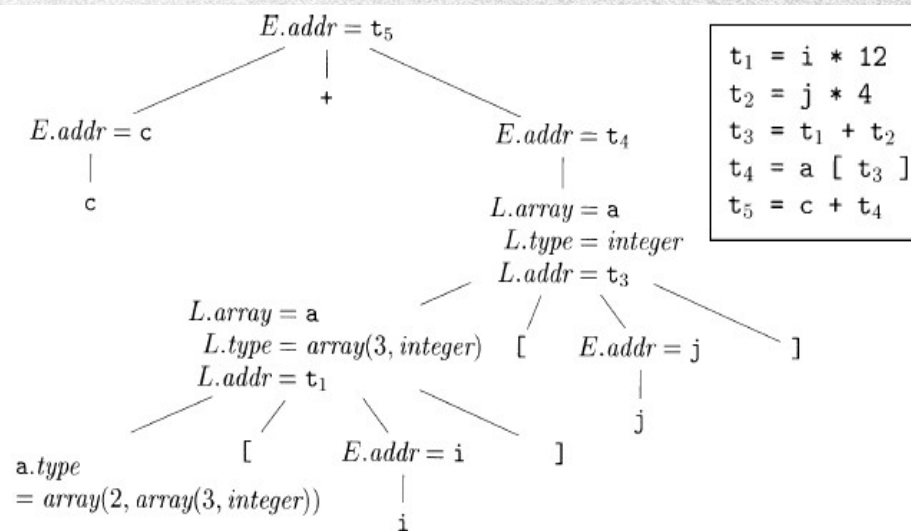 E.addr = t₅
+
E.addr = c
c
E.addr = t₄
L.array = a
L.type = integer
L.addr = t₃
L.array = a
L.type = array(3, integer)
L.addr = t₁
[
E.addr = j
]
j
a.type
= array(2, array(3, integer))
[
E.addr = i
]
i
t₁ = i * 12
t₂ = j * 4
t₃ = t₁ + t₂
t₄ = a [ t₃ ]
t₅ = c + t₄